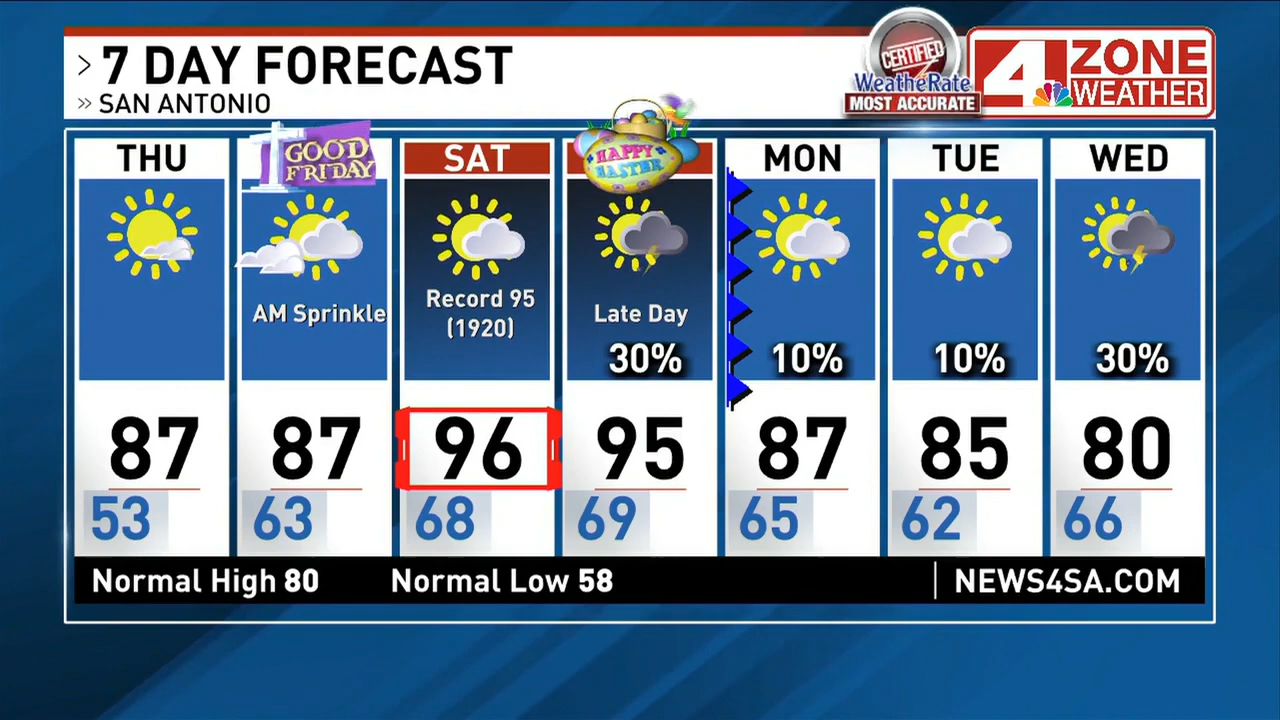 > 7 DAY FORECAST
» SAN ANTONIO
CERTIFIED
WeatheRate
MOST ACCURATE
4 ZONE
WEATHER
THU
GOOD
FRIDAY
SAT
HAPPY
EASTER
MON
TUE
WED
AM Sprinkle
Record 95
(1920)
Late Day
30%
10%
10%
30%
87
87
96
95
87
85
80
53
63
68
69
65
62
66
Normal High 80 Normal Low 58 | NEWS4SA.COM